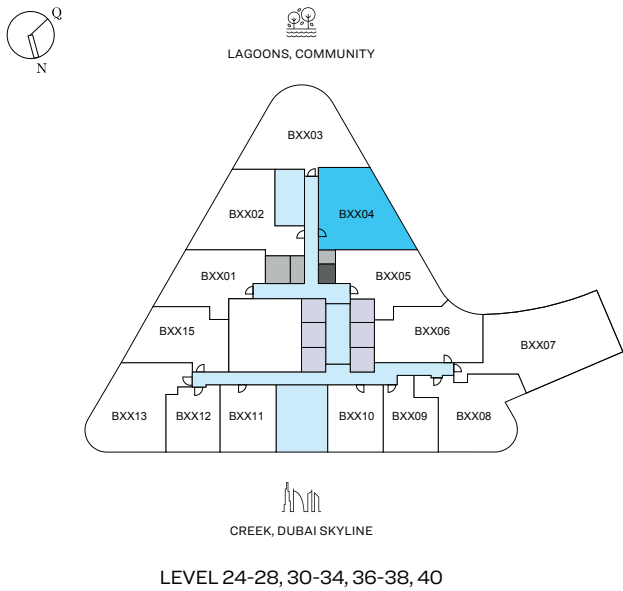 Q
N
LAGOONS, COMMUNITY
BXX03
BXX02
BXX04
BXX01
BXX05
BXX15
BXX06
BXX07
BXX13
BXX12
BXX11
BXX10
BXX09
BXX08
CREEK, DUBAI SKYLINE
LEVEL 24-28, 30-34, 36-38, 40